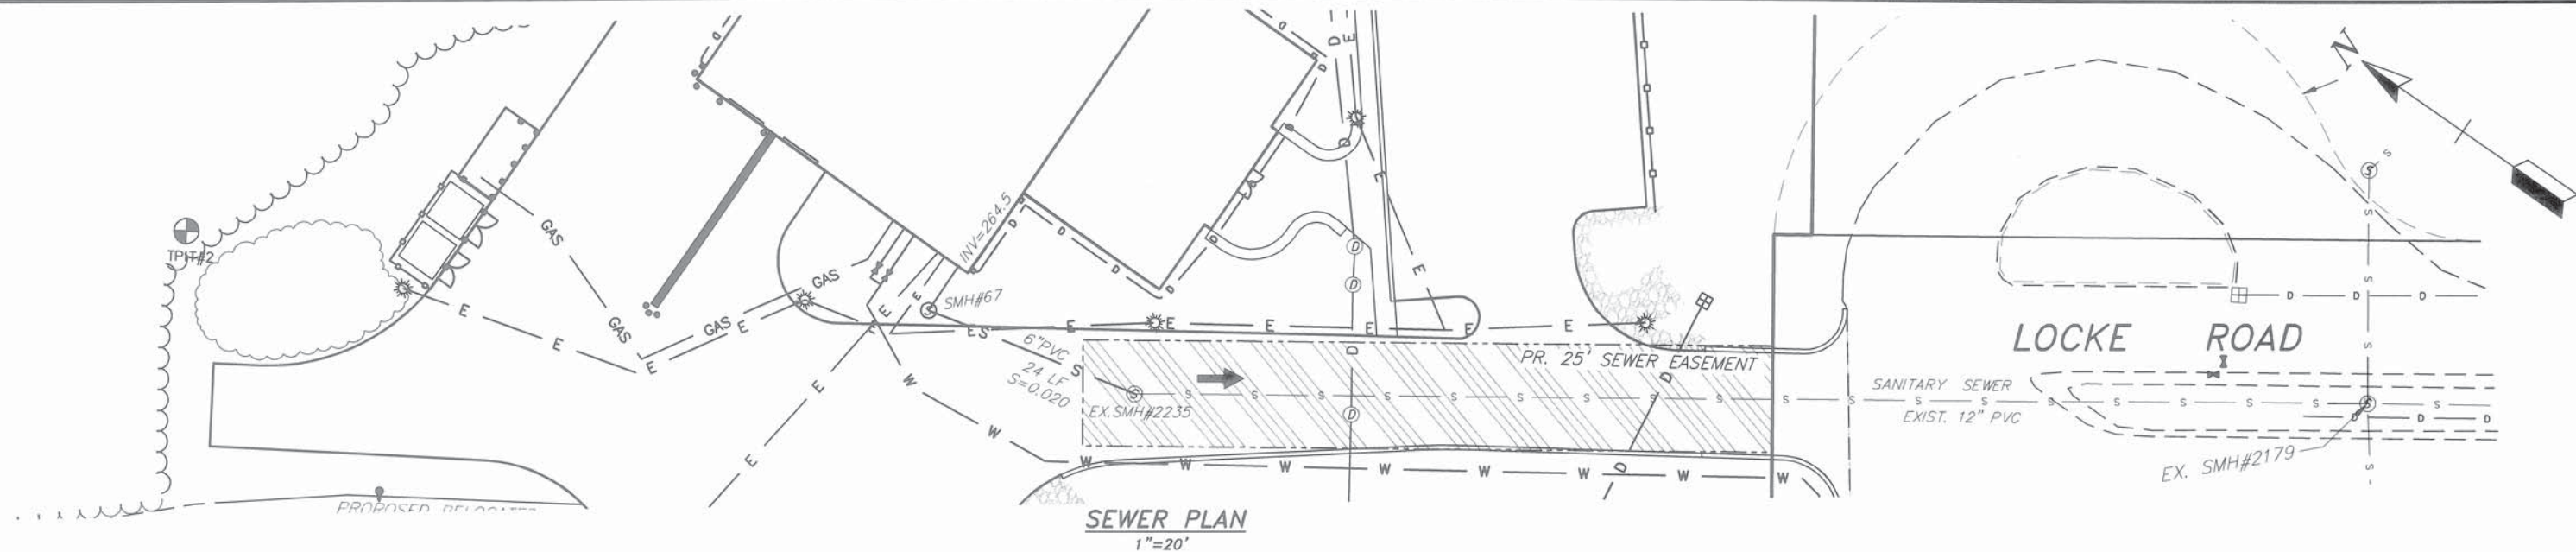 N
TPIT#2
GAS
GAS
GAS
GAS
INV=264.5
SMH#67
6"PVC
24 LF
S=0.020
EX.SMH#2235
PR. 25' SEWER EASEMENT
LOCKE ROAD
SANITARY SEWER
EXIST. 12" PVC
EX. SMH#2179
SEWER PLAN
1"=20'